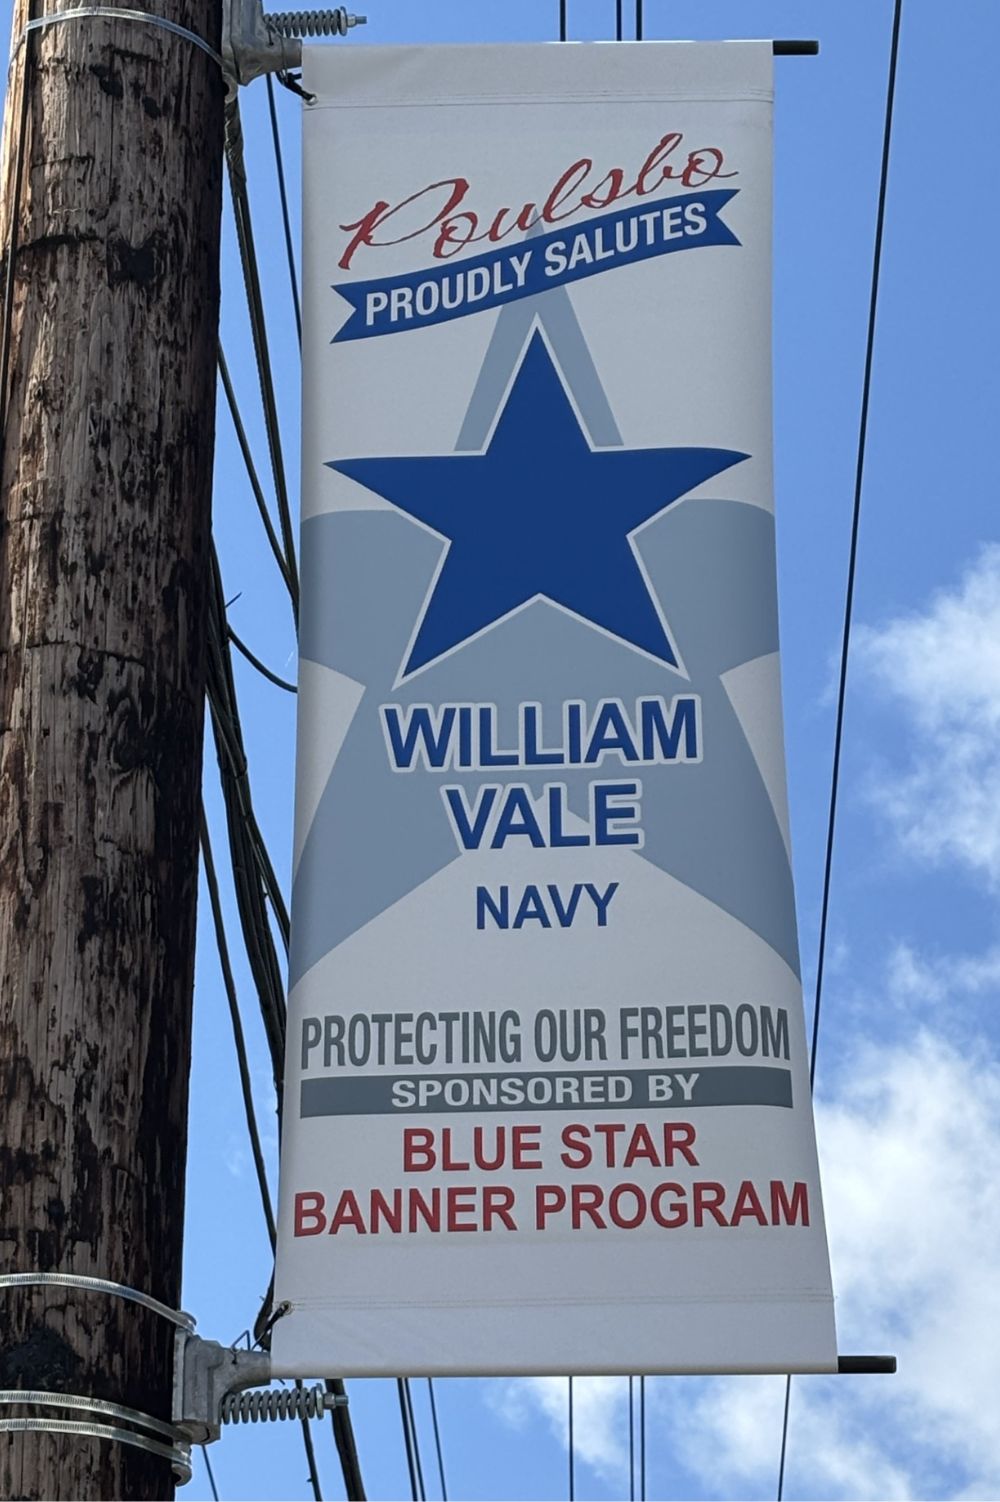 Poulsbo
PROUDLY SALUTES
WILLIAM
VALE
NAVY
PROTECTING OUR FREEDOM
SPONSORED BY
BLUE STAR
BANNER PROGRAM